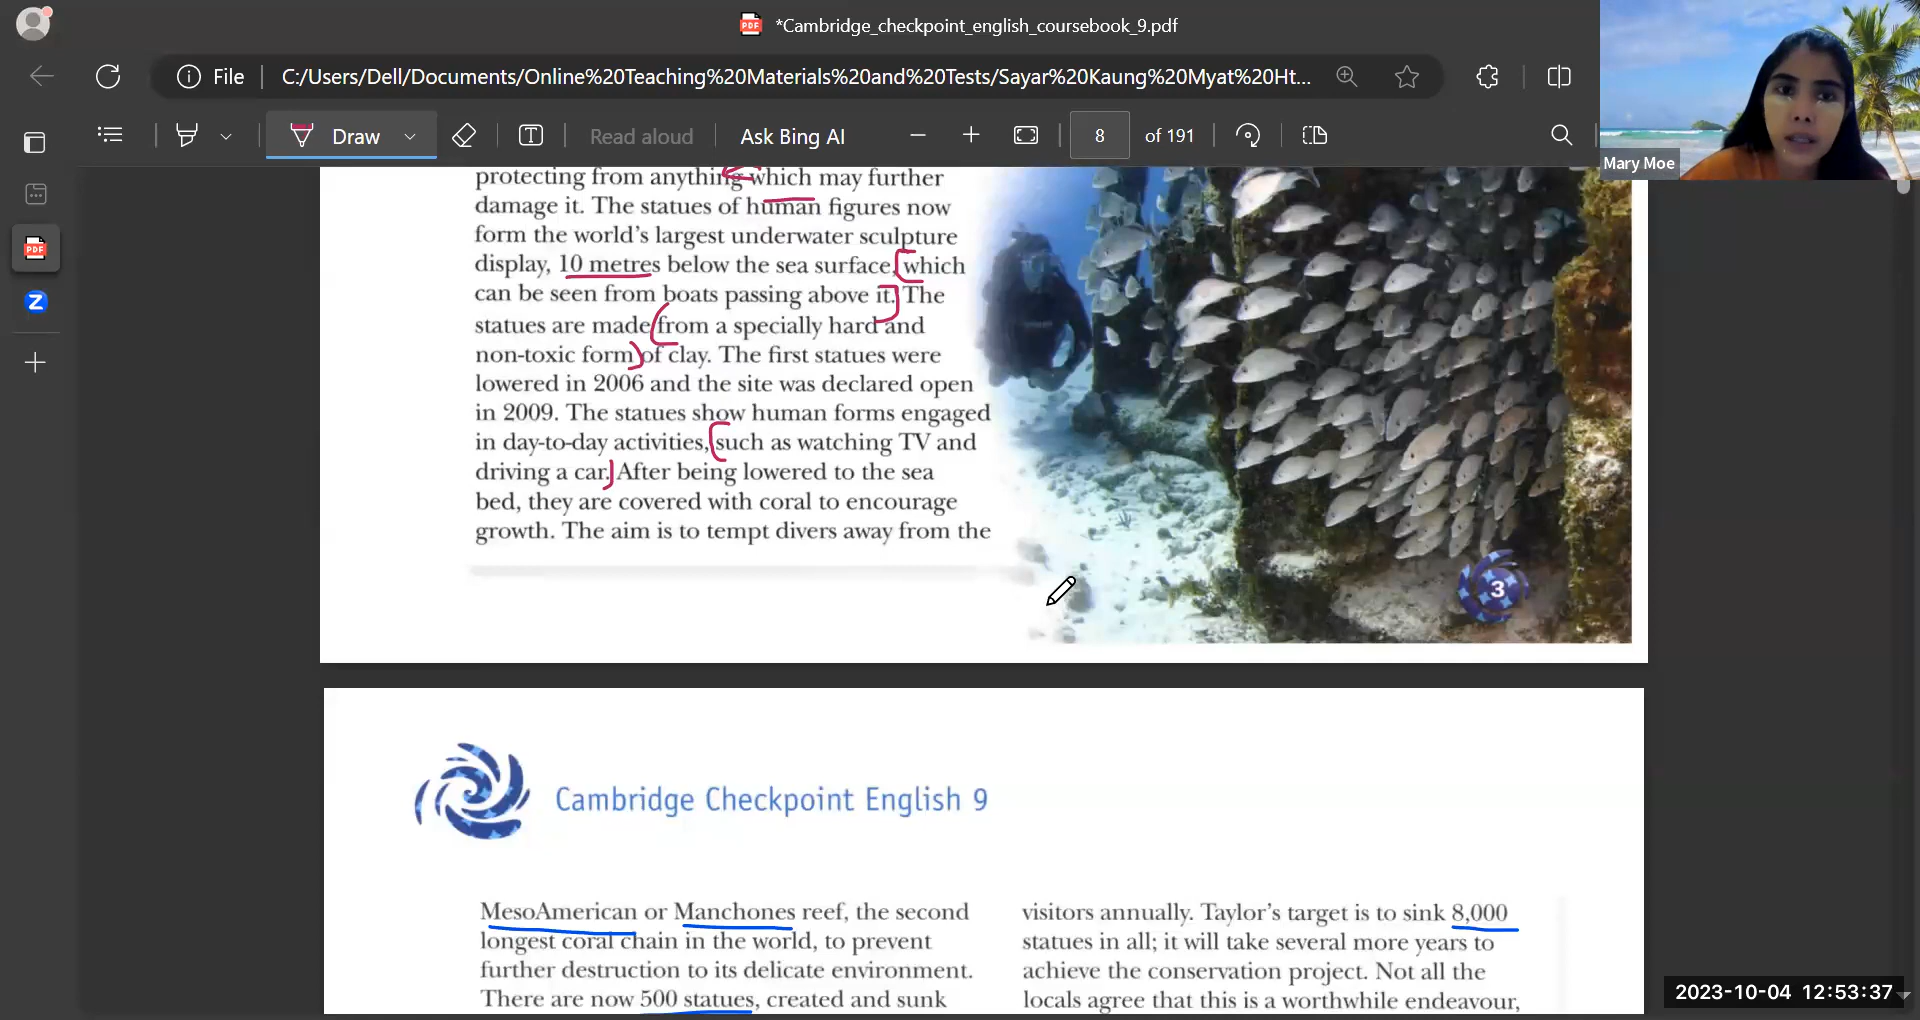 *Cambridge_checkpoint_english_coursebook_9.pdf
File
C:/Users/Dell/Documents/Online%20Teaching%20Materials%20and%20Tests/Sayar%20Kaung%20Myat%20Ht...
Draw
Read aloud
Ask Bing AI
8
of 191
Mary Moe
protecting from anything which may further
damage it. The statues of human figures now
form the world's largest underwater sculpture
display, 10 metres below the sea surface, which
can be seen from boats passing above it. The
statues are made from a specially hard and
non-toxic form of clay. The first statues were
lowered in 2006 and the site was declared open
in 2009. The statues show human forms engaged
in day-to-day activities, such as watching TV and
driving a car. After being lowered to the sea
bed, they are covered with coral to encourage
growth. The aim is to tempt divers away from the
3
Cambridge Checkpoint English 9
MesoAmerican or Manchones reef, the second
longest coral chain in the world, to prevent
further destruction to its delicate environment.
There are now 500 statues, created and sunk
visitors annually. Taylor's target is to sink 8,000
statues in all; it will take several more years to
achieve the conservation project. Not all the
locals agree that this is a worthwhile endeavour,
2023-10-04 12:53:37